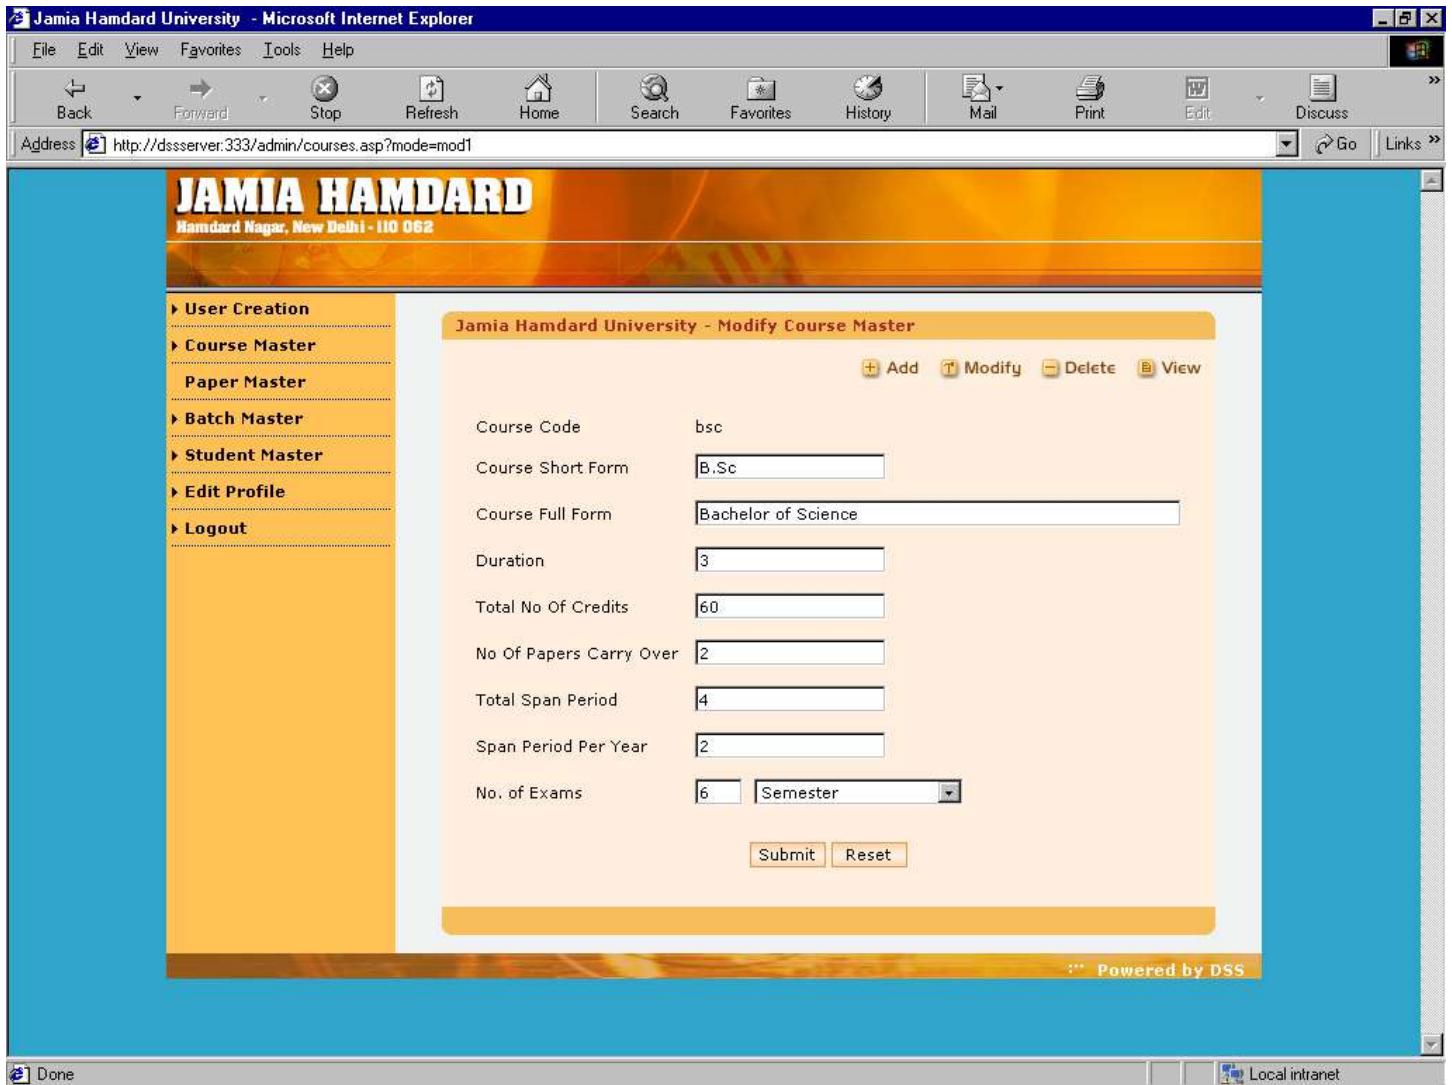 Jamia Hamdard University - Microsoft Internet Explorer
File Edit View Favorites Tools Help
Back Forward Stop Refresh Home Search Favorites History Mail Print Edit Discuss »
Address http://dssserver:333/admin/courses.asp?mode=mod1 Go Links »
JAMIA HAMDARD
Hamdard Nagar, New Delhi - 110 062
User Creation
Course Master
Paper Master
Batch Master
Student Master
Edit Profile
Logout
Jamia Hamdard University - Modify Course Master
Add Modify Delete View
Course Code bsc
Course Short Form B.Sc
Course Full Form Bachelor of Science
Duration 3
Total No Of Credits 60
No Of Papers Carry Over 2
Total Span Period 4
Span Period Per Year 2
No. of Exams 6 Semester
Submit Reset
Powered by DSS
Done Local intranet